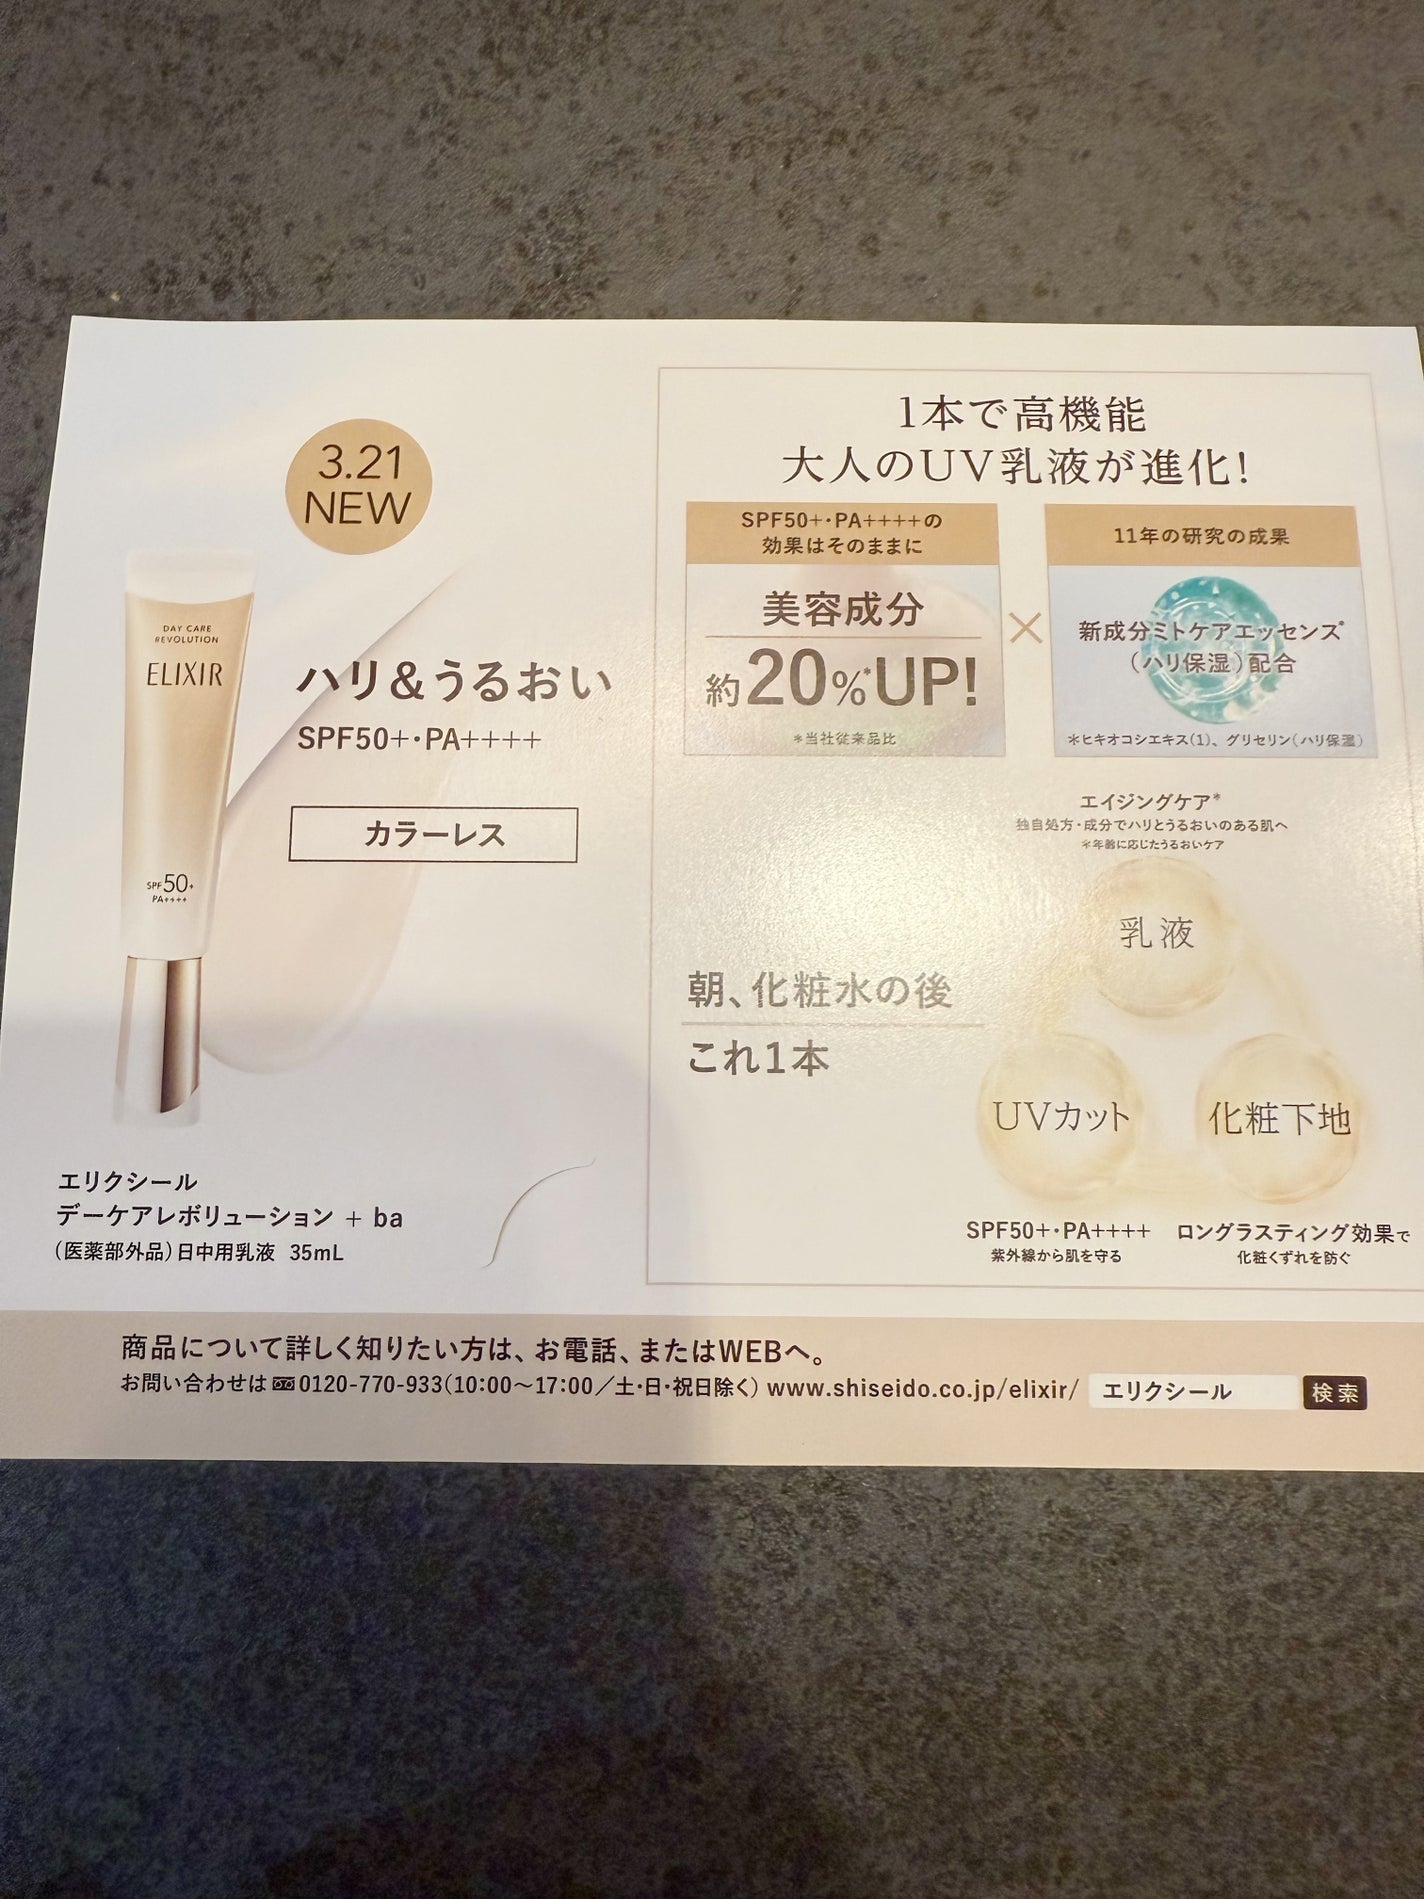 3.21
NEW
DAY CARE
REVOLUTION
ELIXIR
SPF50+
PA++++
ハリ&うるおい
SPF50+・PA++++
カラーレス
エリクシール
デーケアレボリューション + ba
(医薬部外品)日中用乳液 35mL
1本で高機能
大人のUV乳液が進化!
SPF50+・PA++++の
効果はそのままに
美容成分
約20%*UP!
*当社従来品比
×
11年の研究の成果
新成分ミトケアエッセンス*
(ハリ保湿)配合
*ヒキオコシエキス(1)、グリセリン(ハリ保湿)
エイジングケア*
独自処方・成分でハリとうるおいのある肌へ
*年齢に応じたうるおいケア
乳液
朝、化粧水の後
これ1本
UVカット
化粧下地
SPF50+・PA++++
紫外線から肌を守る
ロングラスティング効果で
化粧くずれを防ぐ
商品について詳しく知りたい方は、お電話、またはWEBへ。
お問い合わせは 0120-770-933(10:00〜17:00/土・日・祝日除く) www.shiseido.co.jp/elixir/ エリクシール 検索